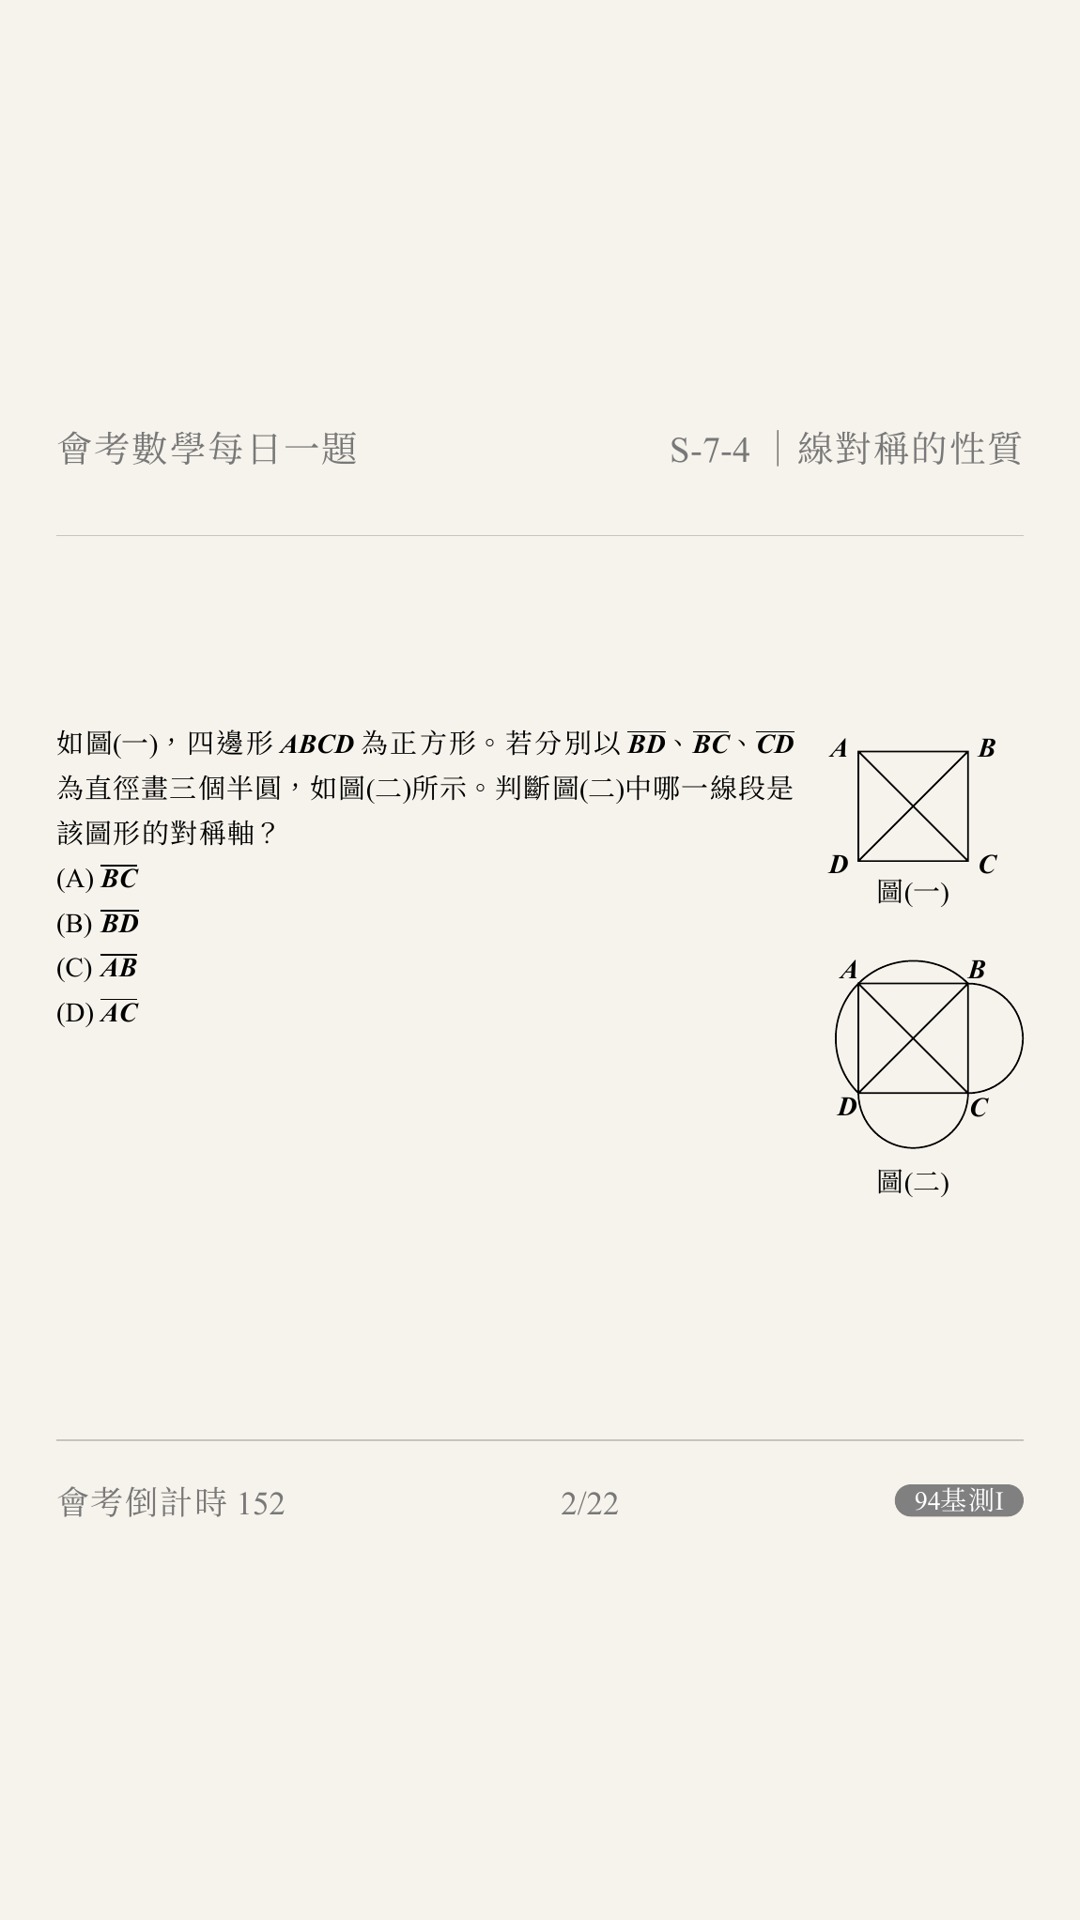 會考數學每日一題
S-7-4 | 線對稱的性質
如圖(一)，四邊形 ABCD 為正方形。若分別以 BD、BC、CD
為直徑畫三個半圓，如圖(二)所示。判斷圖(二)中哪一線段是
該圖形的對稱軸？
(A) BC
(B) BD
(C) AB
(D) AC
A
B
D
C
圖(一)
A
B
D
C
圖(二)
會考倒計時 152
2/22
94基測I